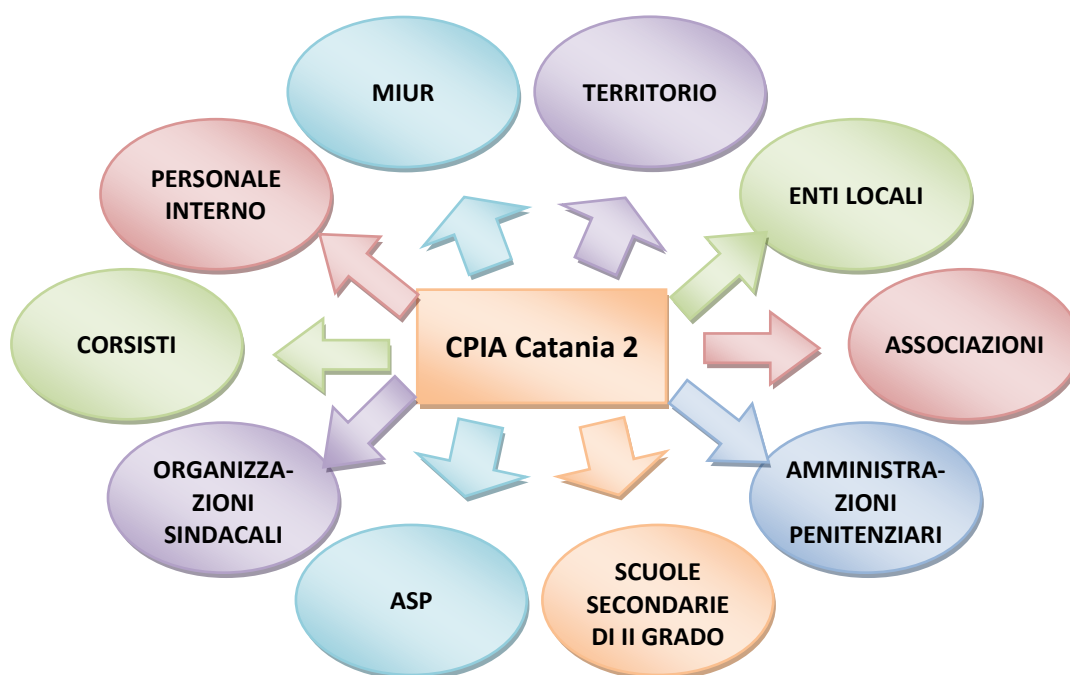 MIUR
TERRITORIO
PERSONALE
INTERNO
ENTI LOCALI
CORSISTI
CPIA Catania 2
ASSOCIAZIONI
ORGANIZZA-
ZIONI
SINDACALI
AMMINISTRA-
ZIONI
PENITENZIARI
ASP
SCUOLE
SECONDARIE
DI II GRADO